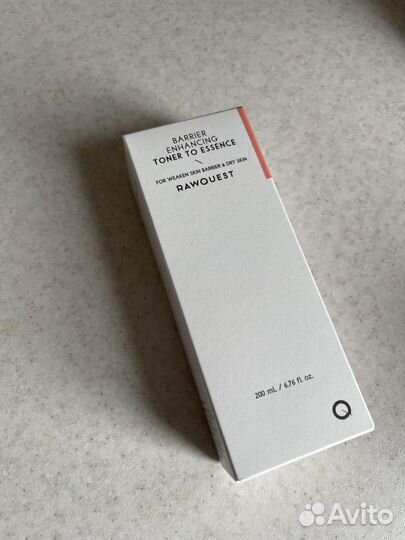 BARRIER
ENHANCING
TONER TO ESSENCE
FOR WEAKEN SKIN BARRIER & DRY SKIN
RAWQUEST
200 mL / 6.76 fl. oz.
Avito